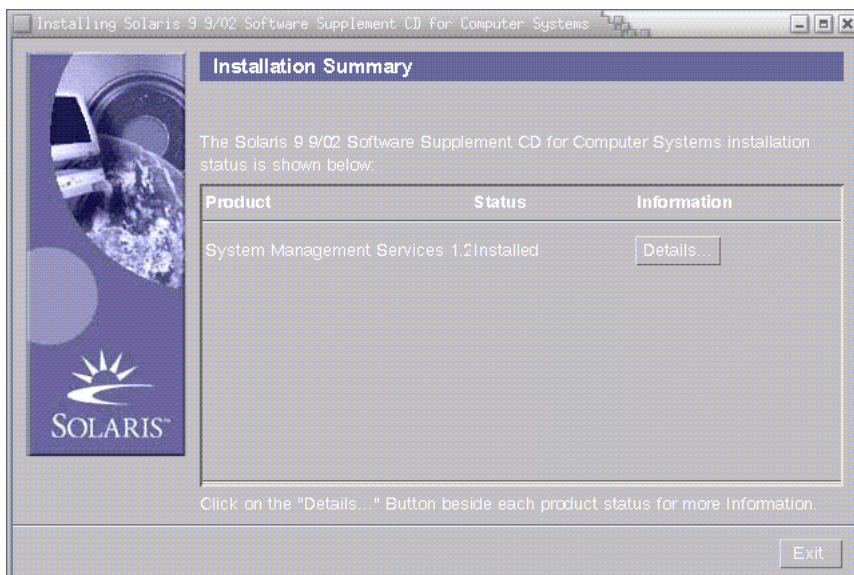 Installing Solaris 9 9/02 Software Supplement CD for Computer Systems
Installation Summary
The Solaris 9 9/02 Software Supplement CD for Computer Systems installation
status is shown below:
Product Status Information
System Management Services 1.2Installed Details...
SOLARIS™
Click on the "Details..." Button beside each product status for more Information.
Exit